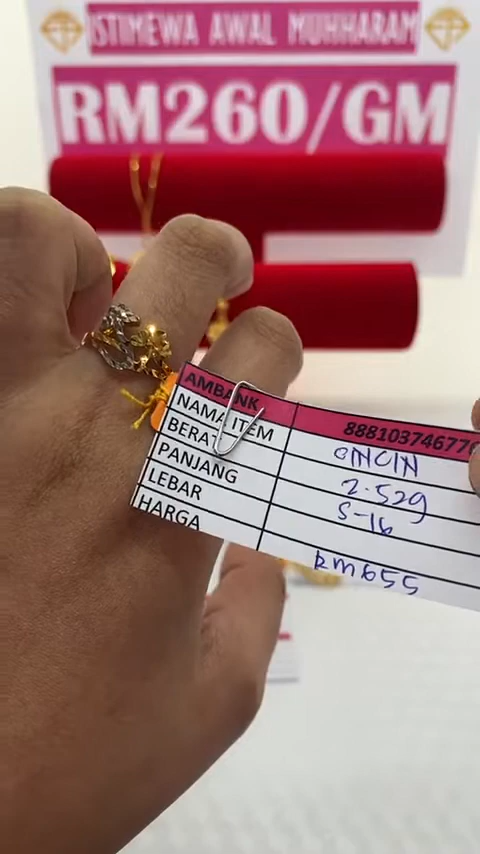 ISTIMEWA AWAL MUHHARAM
RM260/GM
AMBANK 888103746770
NAMA ITEM CINCIN
BERAT 2.52g
PANJANG S-16
LEBAR
HARGA RM655